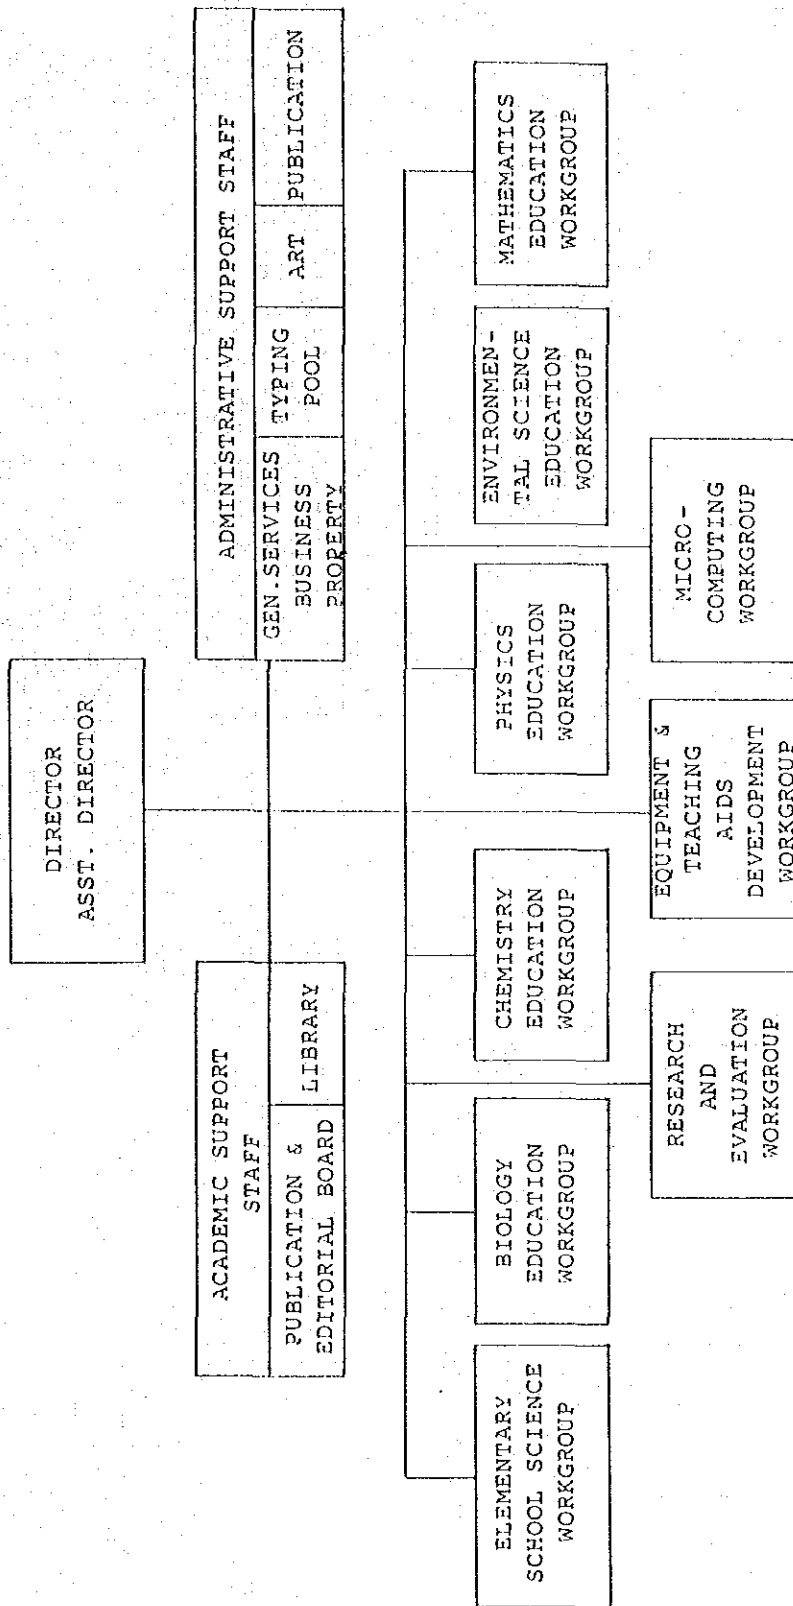 DIRECTOR
ASST. DIRECTOR
ACADEMIC SUPPORT
STAFF
PUBLICATION &
EDITORIAL BOARD
LIBRARY
ADMINISTRATIVE SUPPORT STAFF
GEN.SERVICES
BUSINESS
PROPERTY
TYPING
POOL
ART
PUBLICATION
ELEMENTARY
SCHOOL SCIENCE
WORKGROUP
BIOLOGY
EDUCATION
WORKGROUP
CHEMISTRY
EDUCATION
WORKGROUP
PHYSICS
EDUCATION
WORKGROUP
ENVIRONMEN-
TAL SCIENCE
EDUCATION
WORKGROUP
MATHEMATICS
EDUCATION
WORKGROUP
RESEARCH
AND
EVALUATION
WORKGROUP
EQUIPMENT &
TEACHING
AIDS
DEVELOPMENT
WORKGROUP
MICRO-
COMPUTING
WORKGROUP